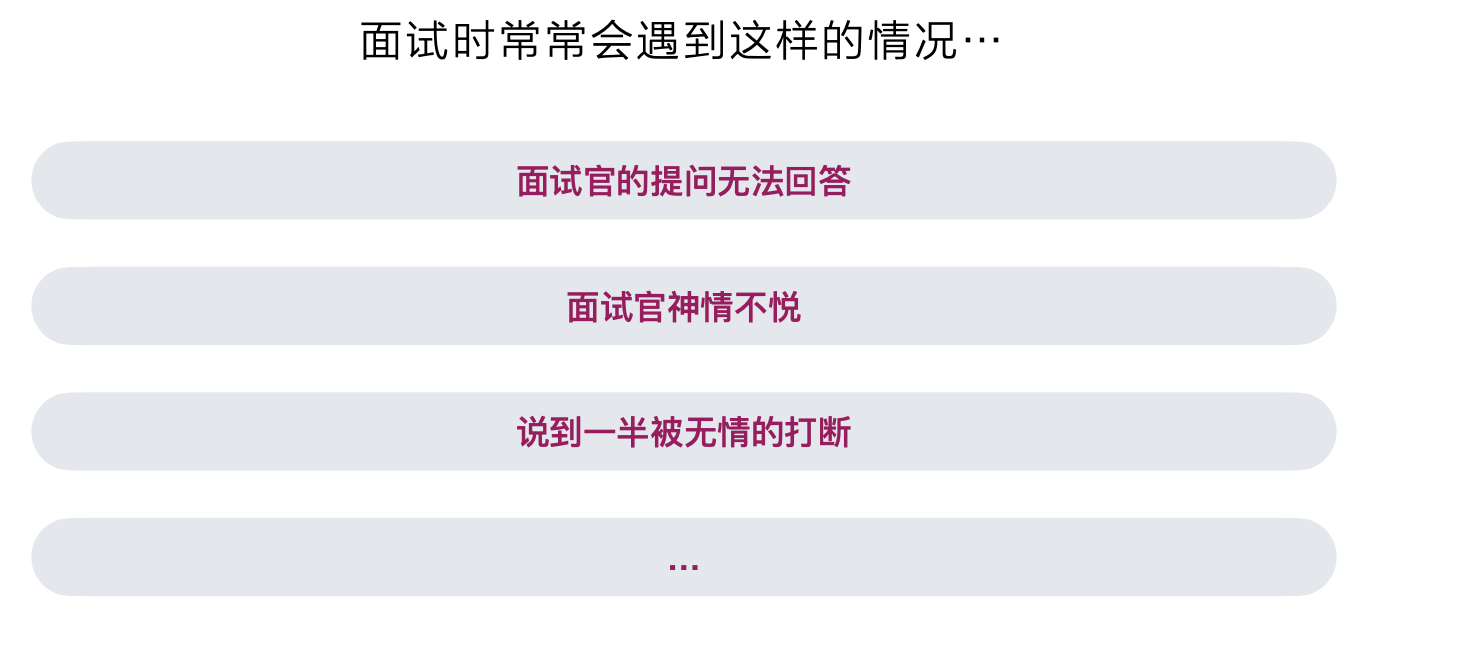 面试时常常会遇到这样的情况…
面试官的提问无法回答
面试官神情不悦
说到一半被无情的打断
...